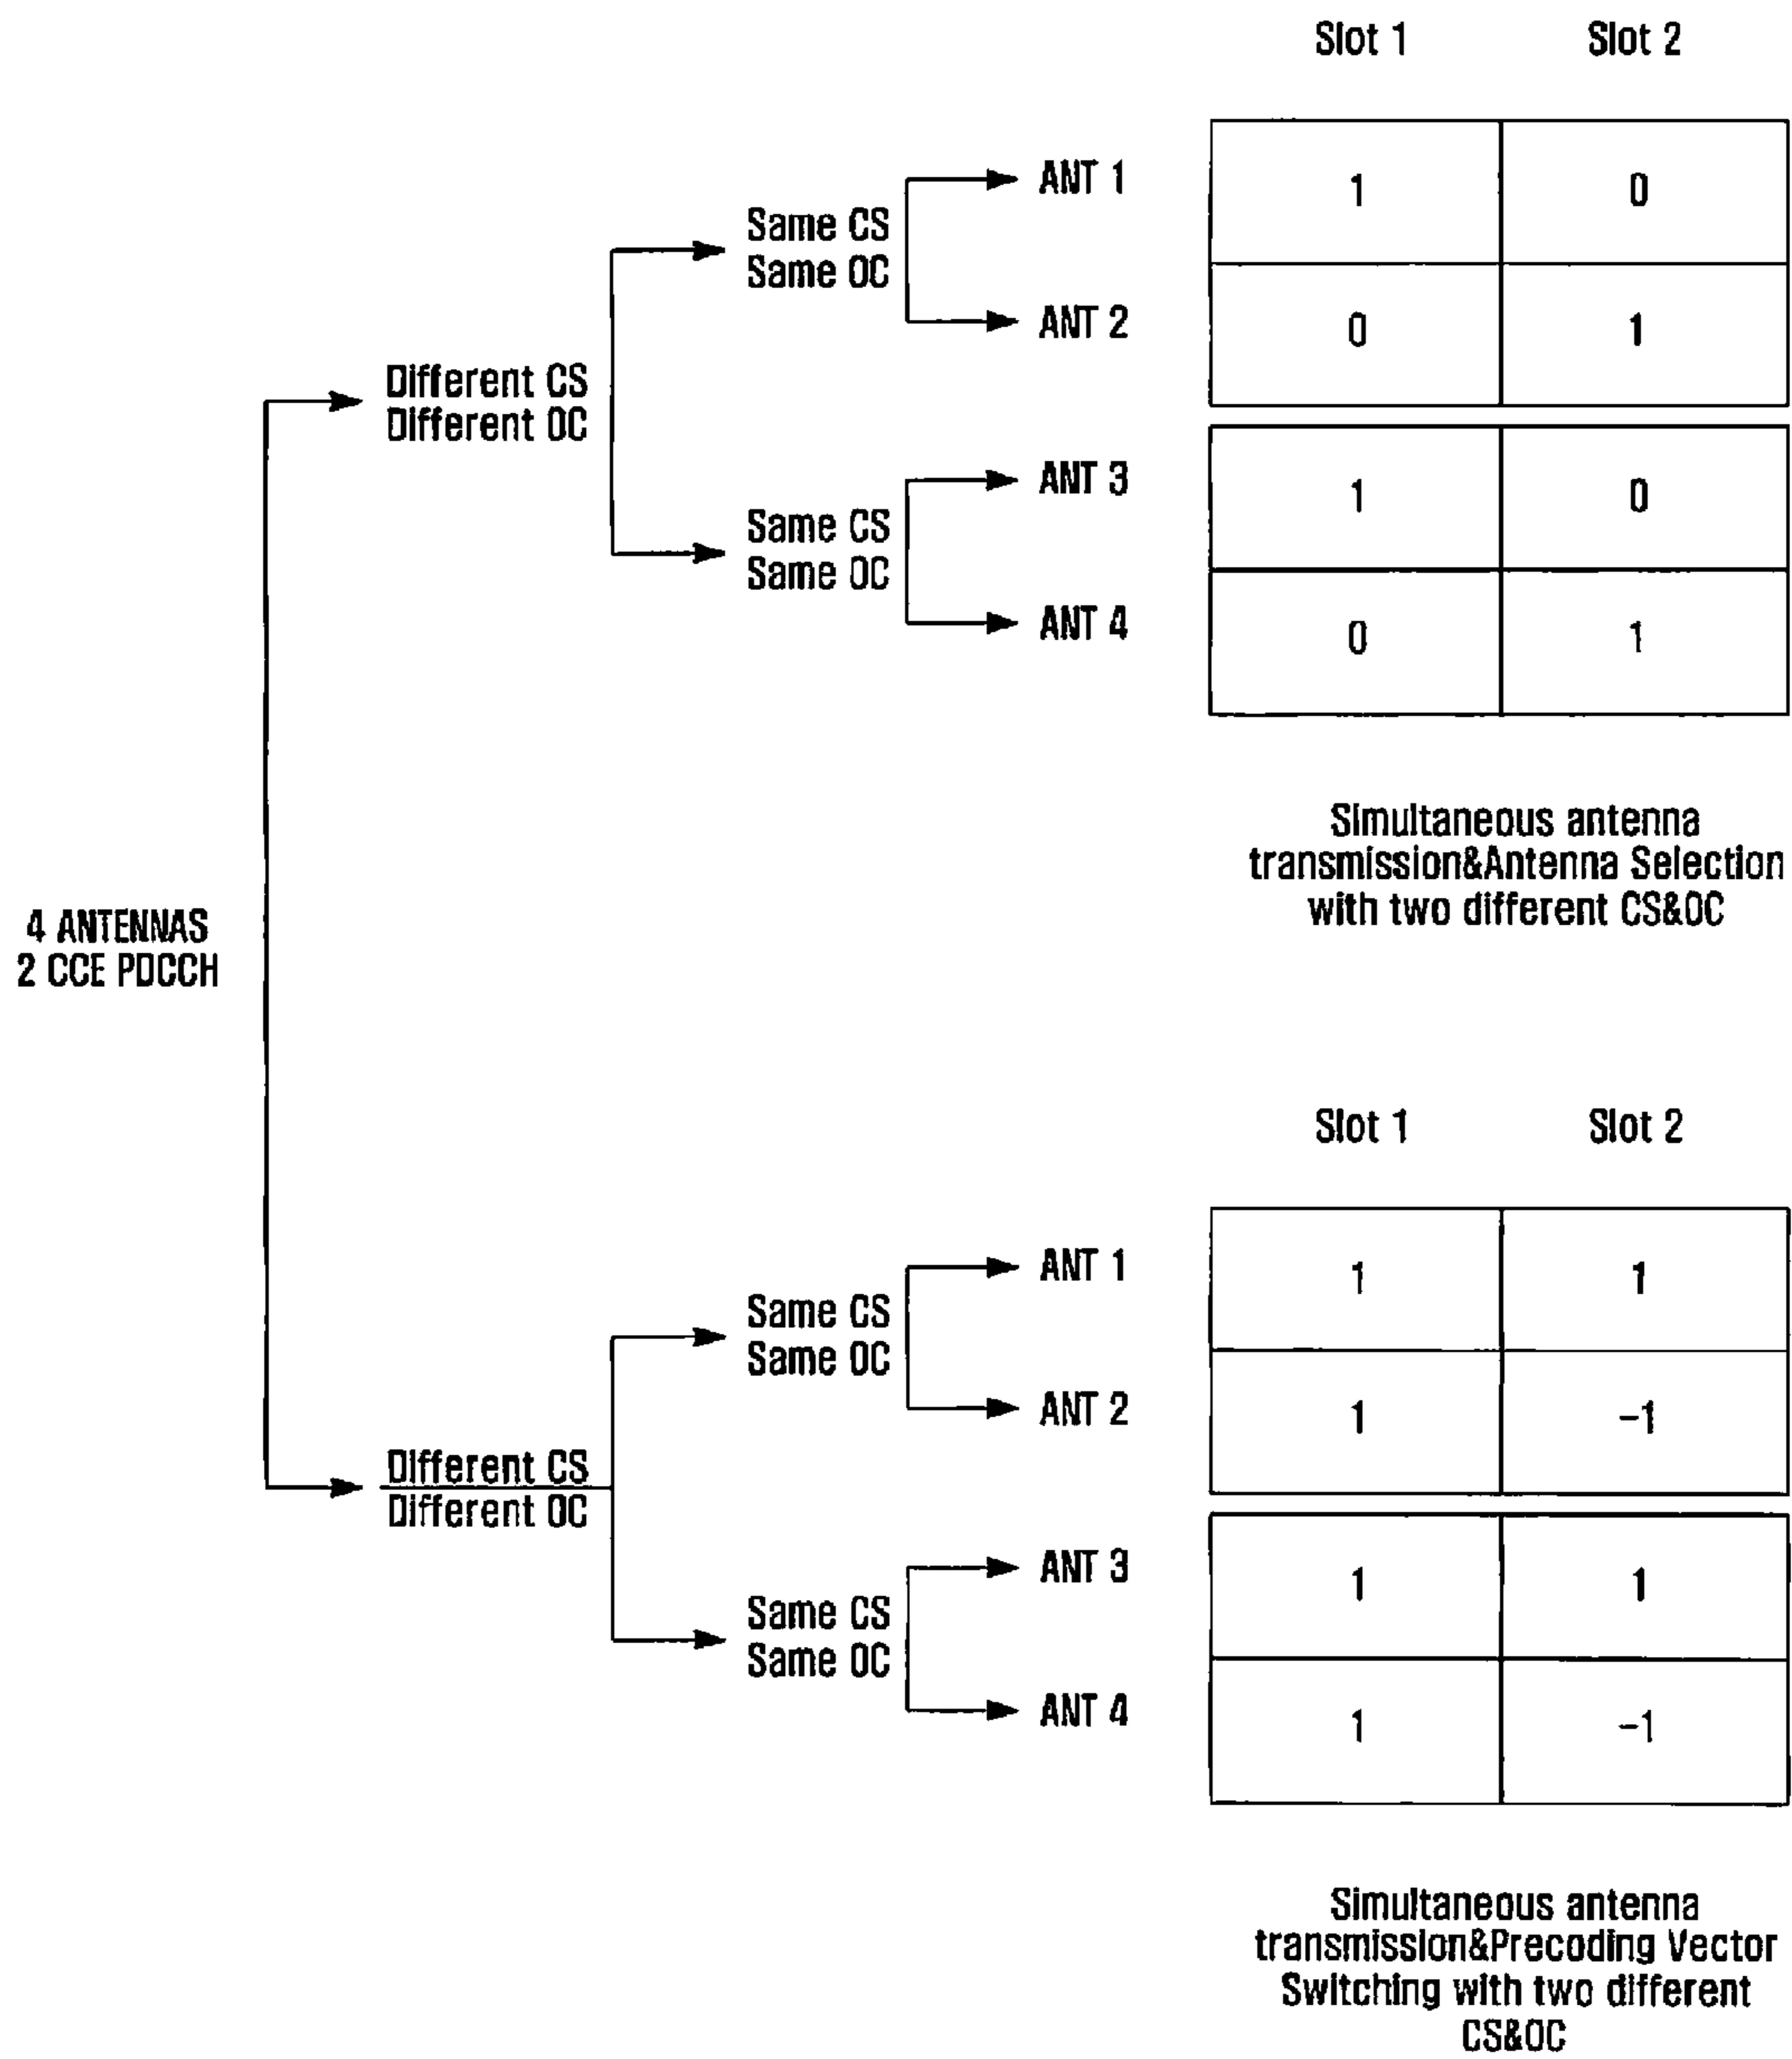 Slot 1 Slot 2
ANT 1 1 0
Same CS
Same OC
ANT 2 0 1
Different CS
Different OC
ANT 3 1 0
Same CS
Same OC
ANT 4 0 1
Simultaneous antenna
transmission&Antenna Selection
with two different CS&OC
4 ANTENNAS
2 CCE PDCCH
Slot 1 Slot 2
ANT 1 1 1
Same CS
Same OC
ANT 2 1 -1
Different CS
Different OC
ANT 3 1 1
Same CS
Same OC
ANT 4 1 -1
Simultaneous antenna
transmission&Precoding Vector
Switching with two different
CS&OC